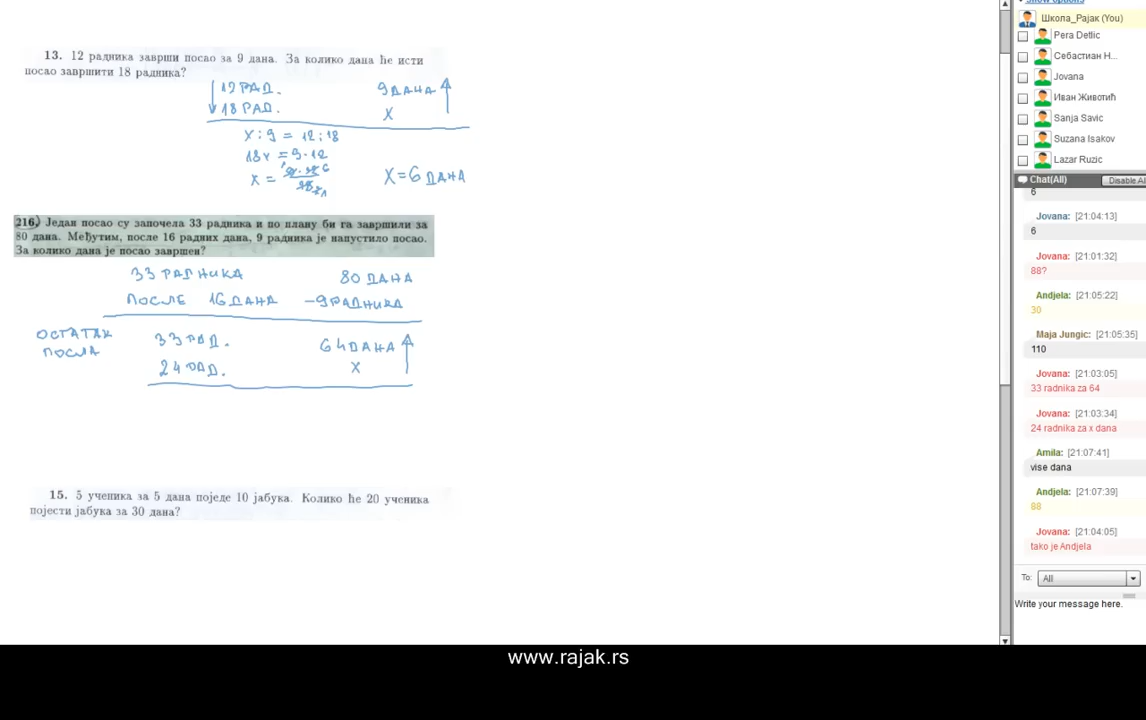 Show options
Школа_Рајак (You)
Pera Detlic
Себастиан Н...
Jovana
Иван Животић
Sanja Savic
Suzana Isakov
Lazar Ruzic
Chat(All)
Disable Al
6
Jovana: [21:04:13]
6
Jovana: [21:01:32]
88?
Andjela: [21:05:22]
30
Maja Jungic: [21:05:35]
110
Jovana: [21:03:05]
33 radnika za 64
Jovana: [21:03:34]
24 radnika za x dana
Amila: [21:07:41]
vise dana
Andjela: [21:07:39]
88
Jovana: [21:04:05]
tako je Andjela
To: All
Write your message here.
13. 12 радника заврши посао за 9 дана. За колико дана ће исти
посао завршити 18 радника?
12 РАД. 9 ДАНА
18 РАД. X
X : 9 = 12 : 18
18X = 9 · 12
X = X = 6 ДАНА
216. Један посао су започела 33 радника и по плану би га завршили за
80 дана. Међутим, после 16 радних дана, 9 радника је напустило посао.
За колико дана је посао завршен?
33 РАДНИКА 80 ДАНА
ПОСЛЕ 16 ДАНА -9 РАДНИКА
ОСТАТАК ПОСЛА
33 РАД. 64 ДАНА
24 РАД. X
15. 5 ученика за 5 дана поједе 10 јабука. Колико ће 20 ученика
појести јабука за 30 дана?
www.rajak.rs